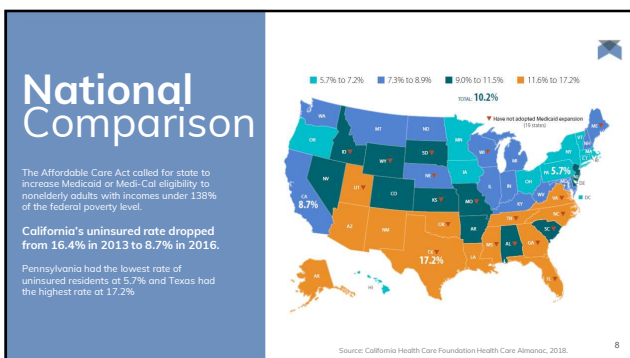 National
Comparison
The Affordable Care Act called for state to
increase Medicaid or Medi-Cal eligibility to
nonelderly adults with incomes under 138%
of the federal poverty level.
California's uninsured rate dropped
from 16.4% in 2013 to 8.7% in 2016.
Pennsylvania had the lowest rate of
uninsured residents at 5.7% and Texas had
the highest rate at 17.2%
5.7% to 7.2% 7.3% to 8.9% 9.0% to 11.5% 11.6% to 17.2%
TOTAL: 10.2%
Have not adopted Medicaid expansion
(19 states)
WA
MT
ND
MN
WI
MI
ME
OR
ID
WY
SD
NE
IA
NY
PA 5.7%
CA
8.7%
NV
UT
CO
KS
MO
IL
IN
OH
WV
VA
KY
DE
DC
AZ
NM
OK
AR
TN
NC
SC
TX
17.2%
LA
MS
AL
GA
FL
AK
HI
Source: California Health Care Foundation Health Care Almanac, 2018.
8